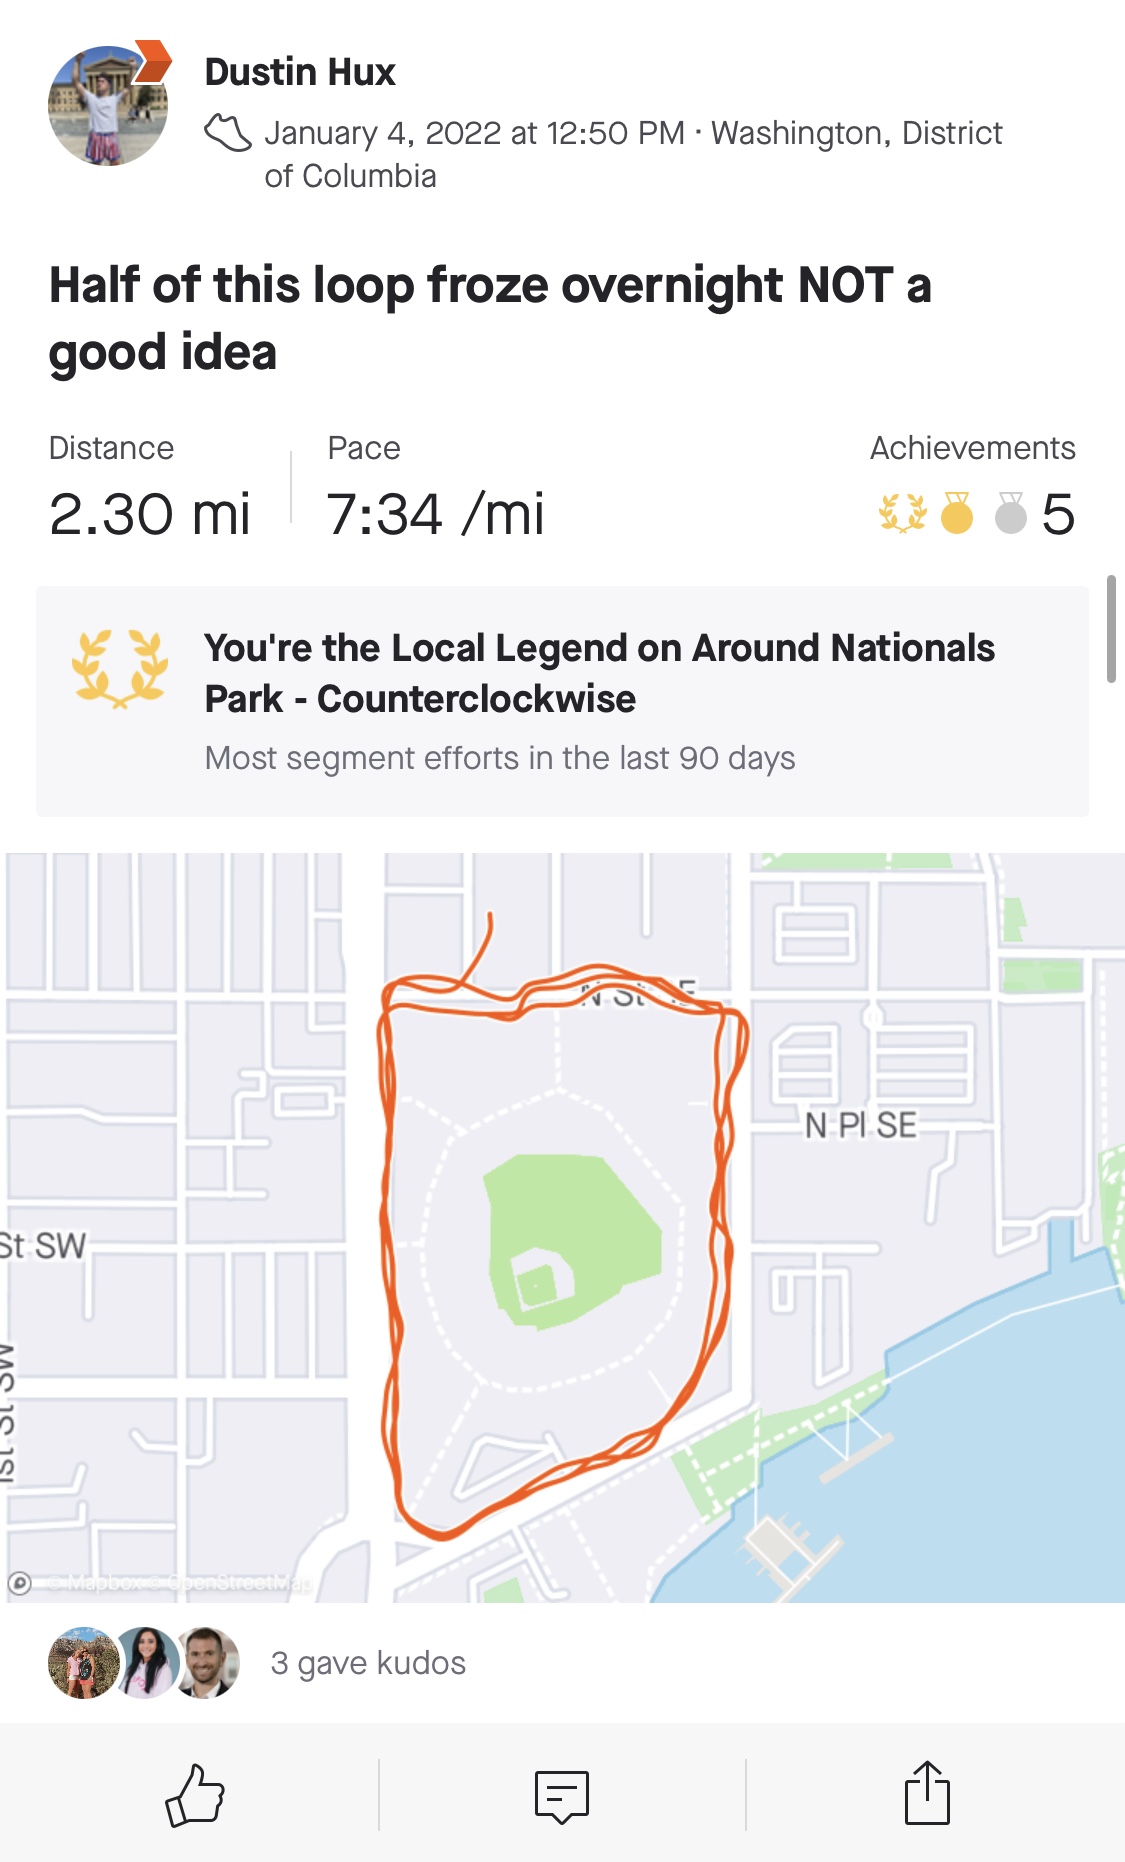 Dustin Hux
January 4, 2022 at 12:50 PM · Washington, District
of Columbia
Half of this loop froze overnight NOT a
good idea
Distance
Pace
Achievements
2.30 mi
7:34 /mi
5
You're the Local Legend on Around Nationals
Park - Counterclockwise
Most segment efforts in the last 90 days
N St
N Pl SE
St SW
1st St SW
© Mapbox © OpenStreetMap
3 gave kudos